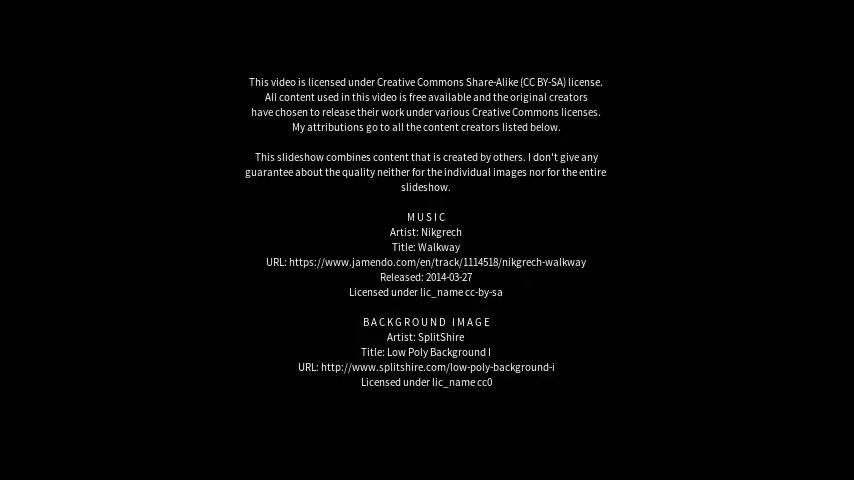 This video is licensed under Creative Commons Share-Alike (CC BY-SA) license.
All content used in this video is free available and the original creators
have chosen to release their work under various Creative Commons licenses.
My attributions go to all the content creators listed below.
This slideshow combines content that is created by others. I don't give any
guarantee about the quality neither for the individual images nor for the entire
slideshow.
MUSIC
Artist: Nikgrech
Title: Walkway
URL: https://www.jamendo.com/en/track/1114518/nikgrech-walkway
Released: 2014-03-27
Licensed under lic_name cc-by-sa
BACKGROUND IMAGE
Artist: SplitShire
Title: Low Poly Background I
URL: http://www.splitshire.com/low-poly-background-i
Licensed under lic_name cc0